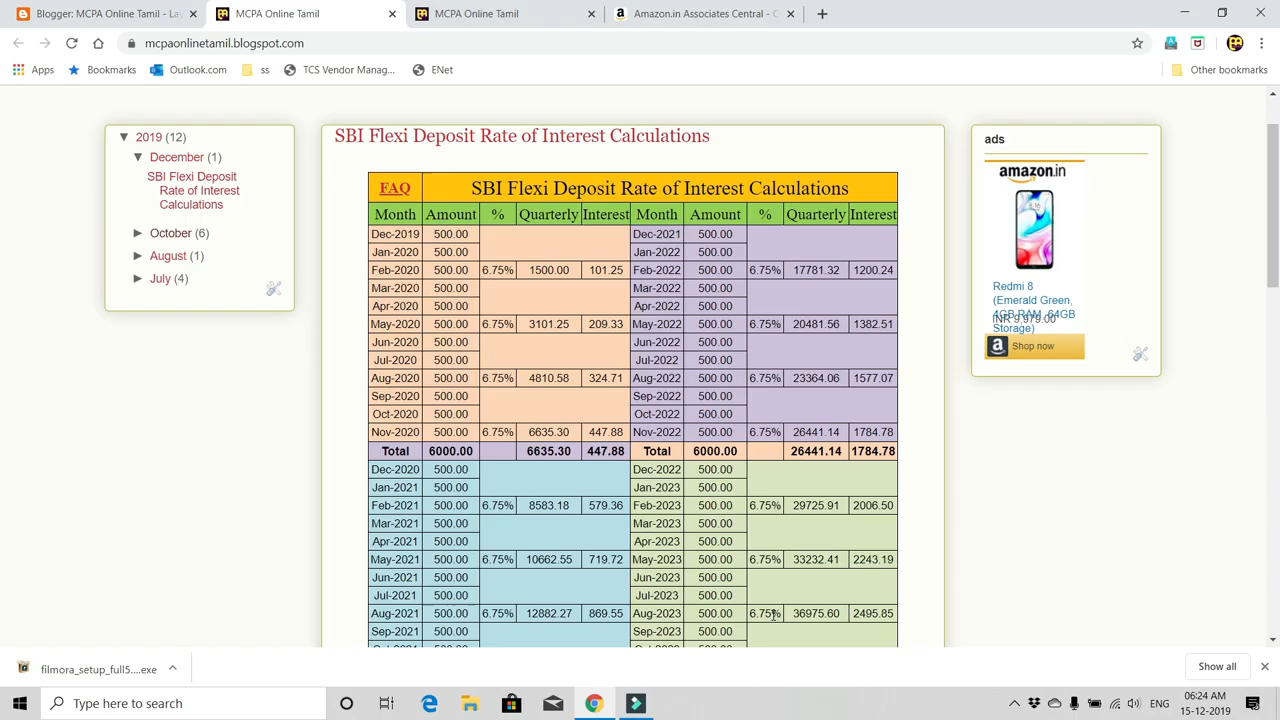 Blogger: MCPA Online Tamil - La
MCPA Online Tamil
MCPA Online Tamil
Amazon.in Associates Central - C
mcpaonlinetamil.blogspot.com
Apps
Bookmarks
Outlook.com
ss
TCS Vendor Manag...
ENet
Other bookmarks
2019 (12)
December (1)
SBI Flexi Deposit
Rate of Interest
Calculations
October (6)
August (1)
July (4)
SBI Flexi Deposit Rate of Interest Calculations
FAQ SBI Flexi Deposit Rate of Interest Calculations
Month Amount % Quarterly Interest Month Amount % Quarterly Interest
Dec-2019 500.00 Dec-2021 500.00
Jan-2020 500.00 Jan-2022 500.00
Feb-2020 500.00 6.75% 1500.00 101.25 Feb-2022 500.00 6.75% 17781.32 1200.24
Mar-2020 500.00 Mar-2022 500.00
Apr-2020 500.00 Apr-2022 500.00
May-2020 500.00 6.75% 3101.25 209.33 May-2022 500.00 6.75% 20481.56 1382.51
Jun-2020 500.00 Jun-2022 500.00
Jul-2020 500.00 Jul-2022 500.00
Aug-2020 500.00 6.75% 4810.58 324.71 Aug-2022 500.00 6.75% 23364.06 1577.07
Sep-2020 500.00 Sep-2022 500.00
Oct-2020 500.00 Oct-2022 500.00
Nov-2020 500.00 6.75% 6635.30 447.88 Nov-2022 500.00 6.75% 26441.14 1784.78
Total 6000.00 6635.30 447.88 Total 6000.00 26441.14 1784.78
Dec-2020 500.00 Dec-2022 500.00
Jan-2021 500.00 Jan-2023 500.00
Feb-2021 500.00 6.75% 8583.18 579.36 Feb-2023 500.00 6.75% 29725.91 2006.50
Mar-2021 500.00 Mar-2023 500.00
Apr-2021 500.00 Apr-2023 500.00
May-2021 500.00 6.75% 10662.55 719.72 May-2023 500.00 6.75% 33232.41 2243.19
Jun-2021 500.00 Jun-2023 500.00
Jul-2021 500.00 Jul-2023 500.00
Aug-2021 500.00 6.75% 12882.27 869.55 Aug-2023 500.00 6.75% 36975.60 2495.85
Sep-2021 500.00 Sep-2023 500.00
ads
amazon.in
Redmi 8
(Emerald Green,
4GB RAM, 64GB
INR 9,979.00
Storage)
Shop now
filmora_setup_full5....exe
Show all
Type here to search
ENG
06:24 AM
15-12-2019